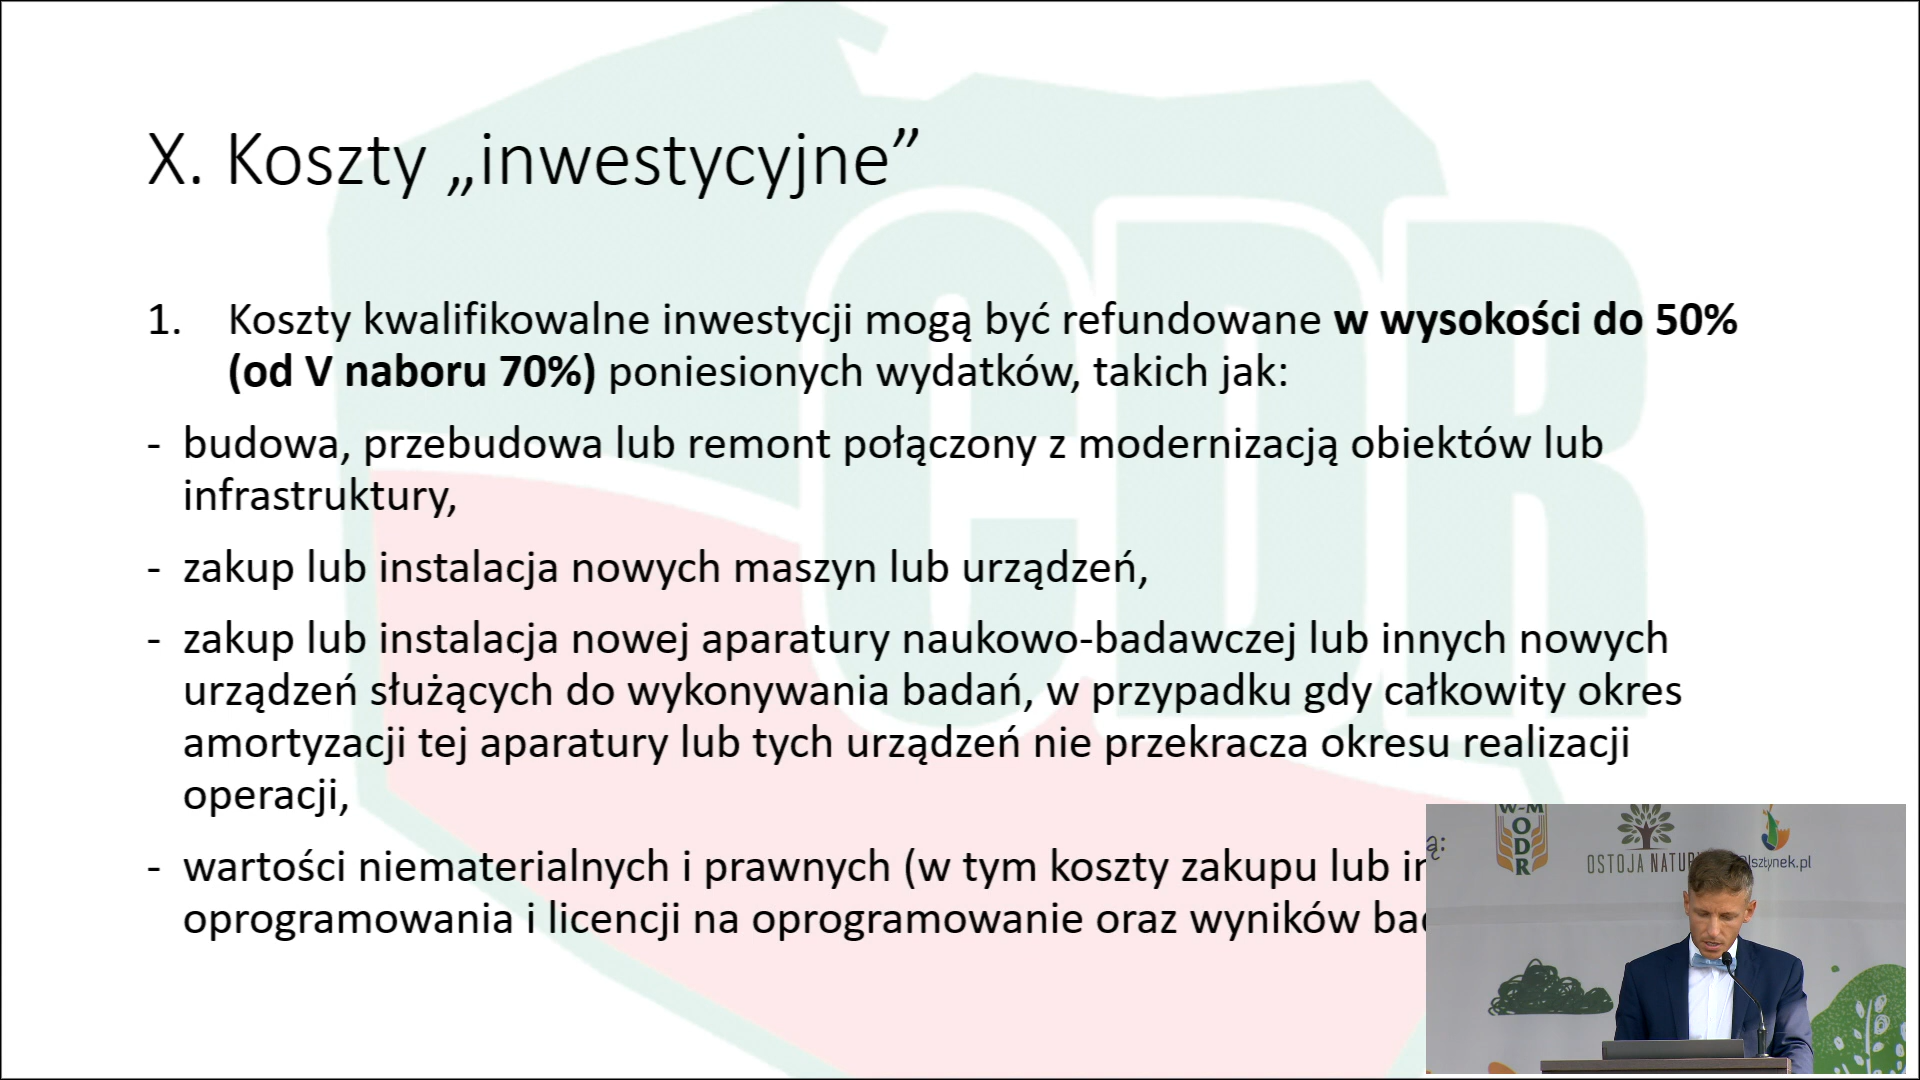 X. Koszty „inwestycyjne”
1. Koszty kwalifikowalne inwestycji mogą być refundowane w wysokości do 50%
(od V naboru 70%) poniesionych wydatków, takich jak:
- budowa, przebudowa lub remont połączony z modernizacją obiektów lub
infrastruktury,
- zakup lub instalacja nowych maszyn lub urządzeń,
- zakup lub instalacja nowej aparatury naukowo-badawczej lub innych nowych
urządzeń służących do wykonywania badań, w przypadku gdy całkowity okres
amortyzacji tej aparatury lub tych urządzeń nie przekracza okresu realizacji
operacji,
- wartości niematerialnych i prawnych (w tym koszty zakupu lub
oprogramowania i licencji na oprogramowanie oraz wyników
CDR
W-M
ODR
OSTOJA
lsztynek.pl